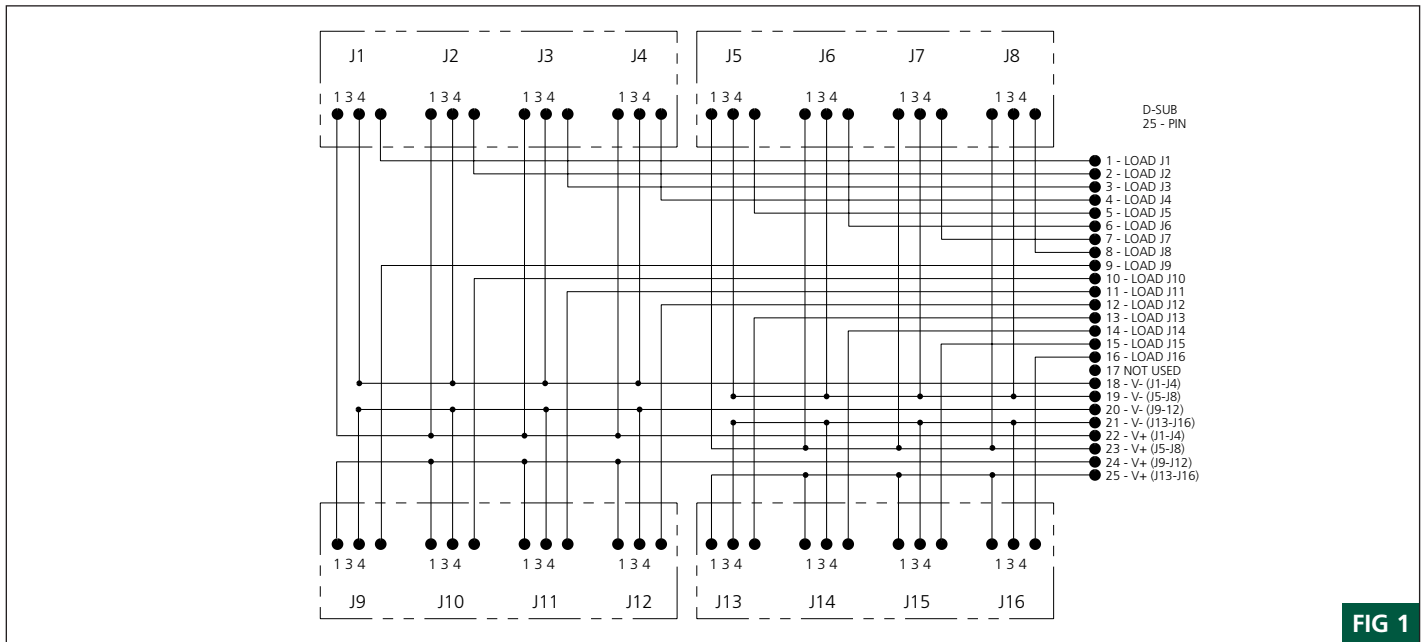 J1 J2 J3 J4 J5 J6 J7 J8
1 3 4 1 3 4 1 3 4 1 3 4 1 3 4 1 3 4 1 3 4 1 3 4
D-SUB
25 - PIN
1 - LOAD J1
2 - LOAD J2
3 - LOAD J3
4 - LOAD J4
5 - LOAD J5
6 - LOAD J6
7 - LOAD J7
8 - LOAD J8
9 - LOAD J9
10 - LOAD J10
11 - LOAD J11
12 - LOAD J12
13 - LOAD J13
14 - LOAD J14
15 - LOAD J15
16 - LOAD J16
17 NOT USED
18 - V- (J1-J4)
19 - V- (J5-J8)
20 - V- (J9-12)
21 - V- (J13-J16)
22 - V+ (J1-J4)
23 - V+ (J5-J8)
24 - V+ (J9-J12)
25 - V+ (J13-J16)
1 3 4 1 3 4 1 3 4 1 3 4 1 3 4 1 3 4 1 3 4 1 3 4
J9 J10 J11 J12 J13 J14 J15 J16
FIG 1